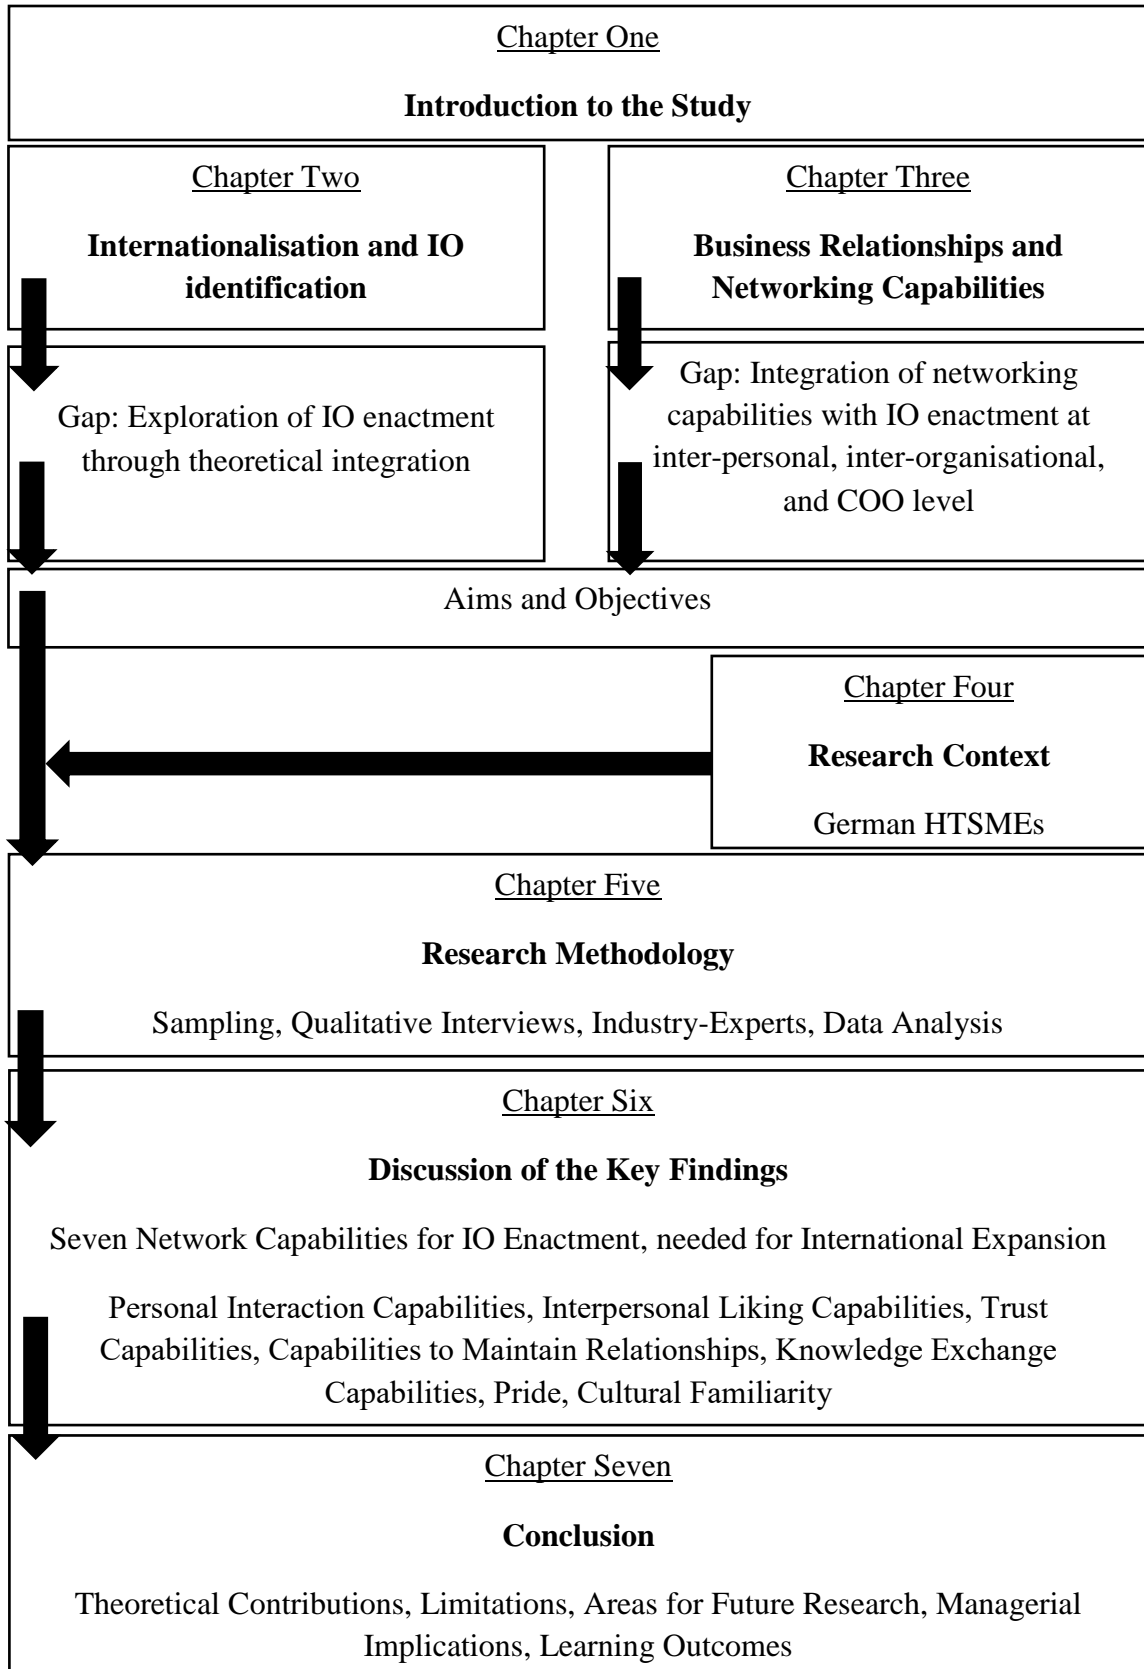 Chapter One
Introduction to the Study
Chapter Two
Internationalisation and IO
identification
Chapter Three
Business Relationships and
Networking Capabilities
Gap: Exploration of IO enactment
through theoretical integration
Gap: Integration of networking
capabilities with IO enactment at
inter-personal, inter-organisational,
and COO level
Aims and Objectives
Chapter Four
Research Context
German HTSMEs
Chapter Five
Research Methodology
Sampling, Qualitative Interviews, Industry-Experts, Data Analysis
Chapter Six
Discussion of the Key Findings
Seven Network Capabilities for IO Enactment, needed for International Expansion
Personal Interaction Capabilities, Interpersonal Liking Capabilities, Trust
Capabilities, Capabilities to Maintain Relationships, Knowledge Exchange
Capabilities, Pride, Cultural Familiarity
Chapter Seven
Conclusion
Theoretical Contributions, Limitations, Areas for Future Research, Managerial
Implications, Learning Outcomes